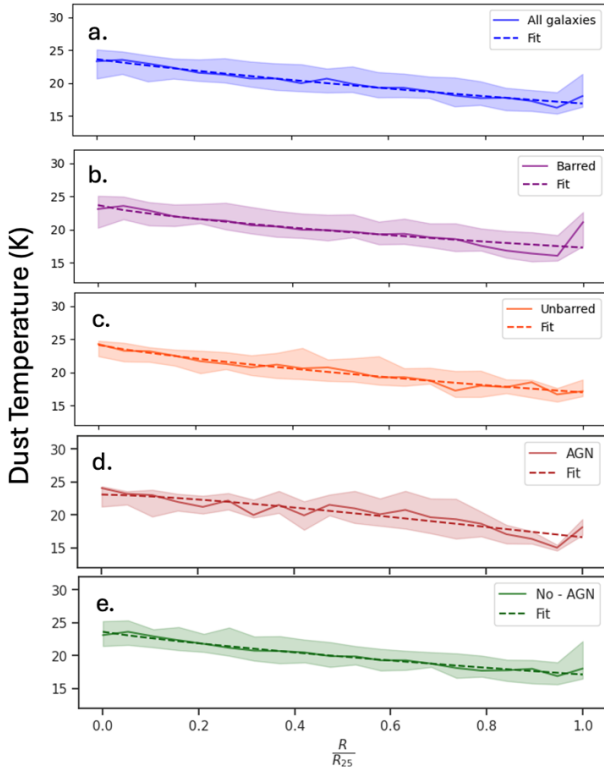 a.
All galaxies
Fit
30
25
20
15
b.
Barred
Fit
30
25
20
15
c.
Unbarred
Fit
30
25
20
15
Dust Temperature (K)
d.
AGN
Fit
30
25
20
15
e.
No - AGN
Fit
30
25
20
15
0.0 0.2 0.4 0.6 0.8 1.0
R
R25